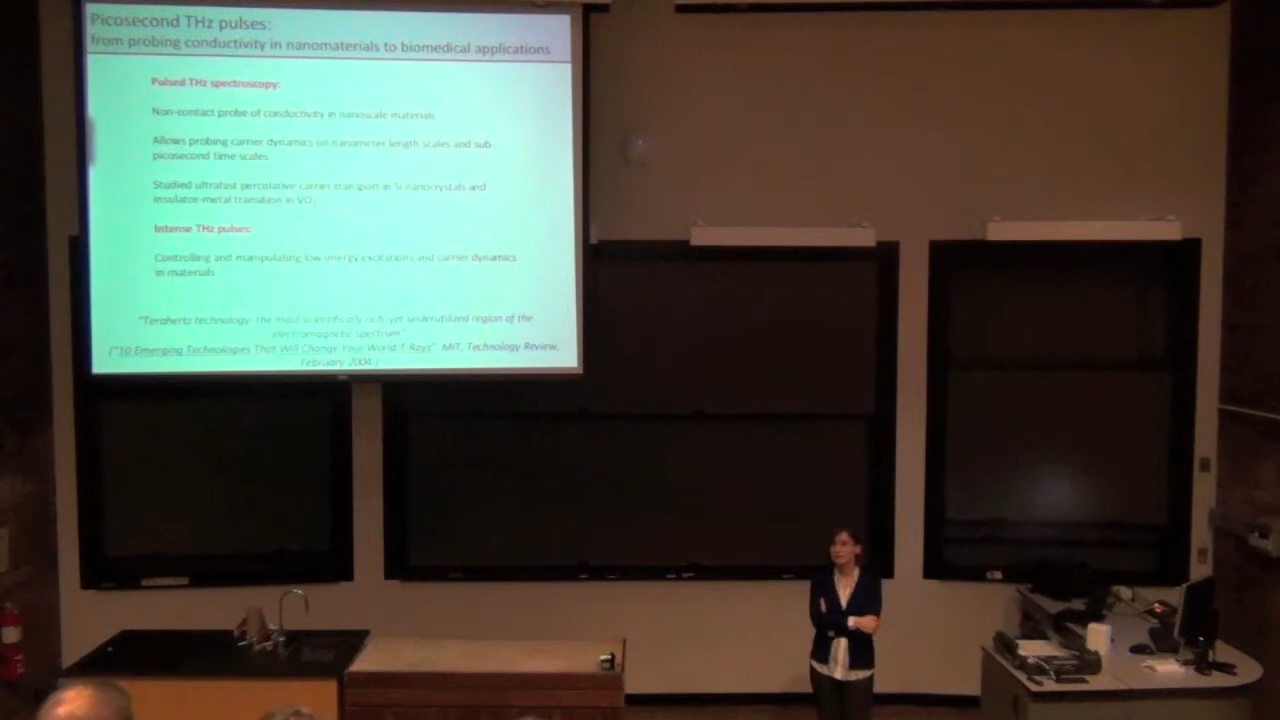 Picosecond THz pulses:
from probing conductivity in nanomaterials to biomedical applications
Pulsed THz spectroscopy:
Non-contact probe of conductivity in nanoscale materials
Allows probing carrier dynamics on nanometer length scales and sub-
picosecond time scales
Studied ultrafast percolative carrier transport in Si nanocrystals and
insulator-metal transition in VO2
Intense THz pulses:
Controlling and manipulating low energy excitations and carrier dynamics
in materials
"Terahertz technology: the most scientifically rich, yet underutilized region of the
electromagnetic spectrum"
("10 Emerging Technologies That Will Change Your World T-Rays". MIT, Technology Review,
February 2004.)